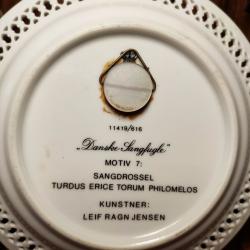 11419/616
„Danske Sangfugle"
MOTIV 7:
SANGDROSSEL
TURDUS ERICE TORUM PHILOMELOS
KUNSTNER:
LEIF RAGN JENSEN